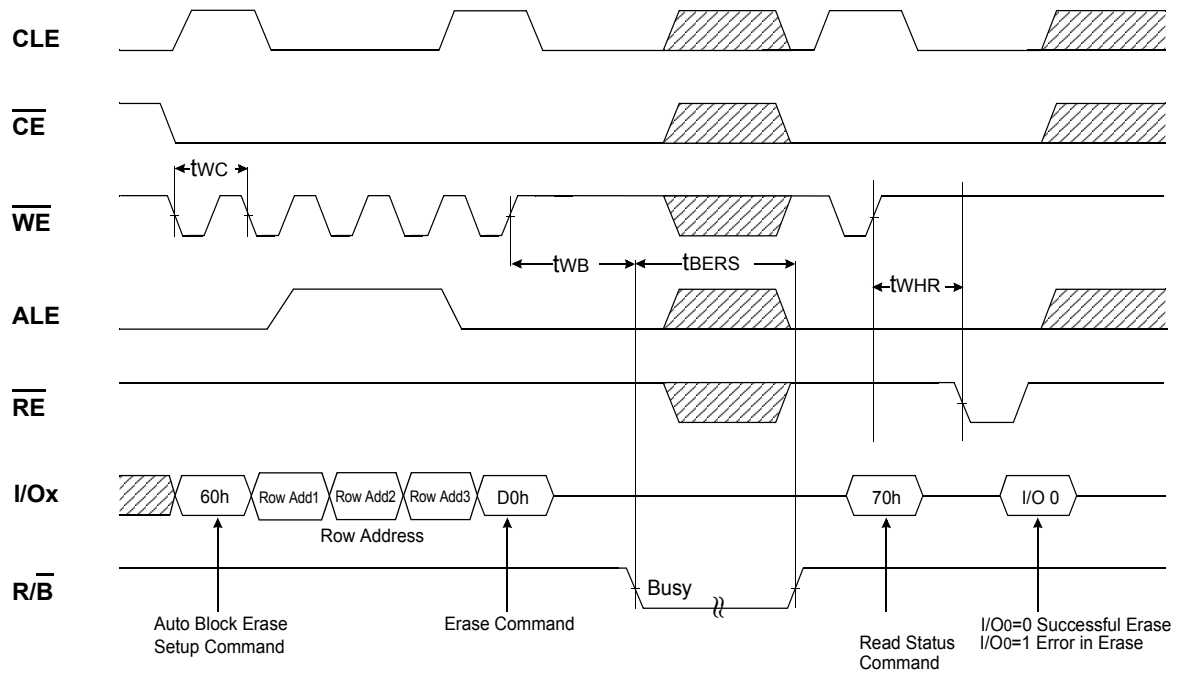 CLE
CE
tWC
WE
tWB
tBERS
tWHR
ALE
RE
I/Ox
60h
Row Add1
Row Add2
Row Add3
D0h
70h
I/O 0
Row Address
R/B
Busy
Auto Block Erase
Setup Command
Erase Command
Read Status
Command
I/O0=0 Successful Erase
I/O0=1 Error in Erase